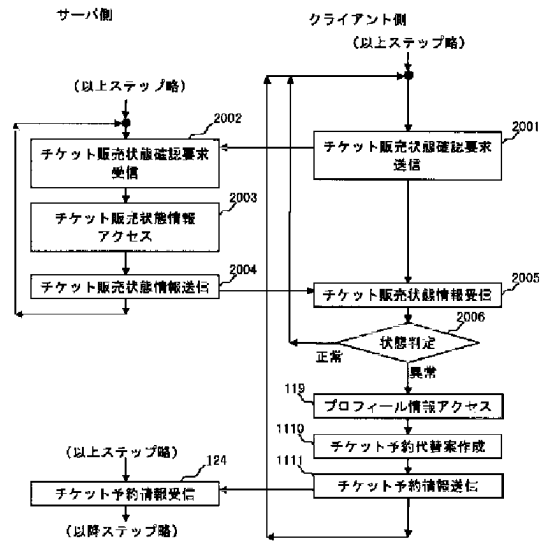 サーバ側
クライアント側
(以上ステップ略)
(以上ステップ略)
2002
2001
チケット販売状態確認要求
受信
チケット販売状態確認要求
送信
2003
チケット販売状態情報
アクセス
2004
チケット販売状態情報送信
2005
チケット販売状態情報受信
2006
状態判定
正常
異常
119
プロフィール情報アクセス
1110
チケット予約代替案作成
(以上ステップ略)
124
1111
チケット予約情報受信
チケット予約情報送信
(以降ステップ略)